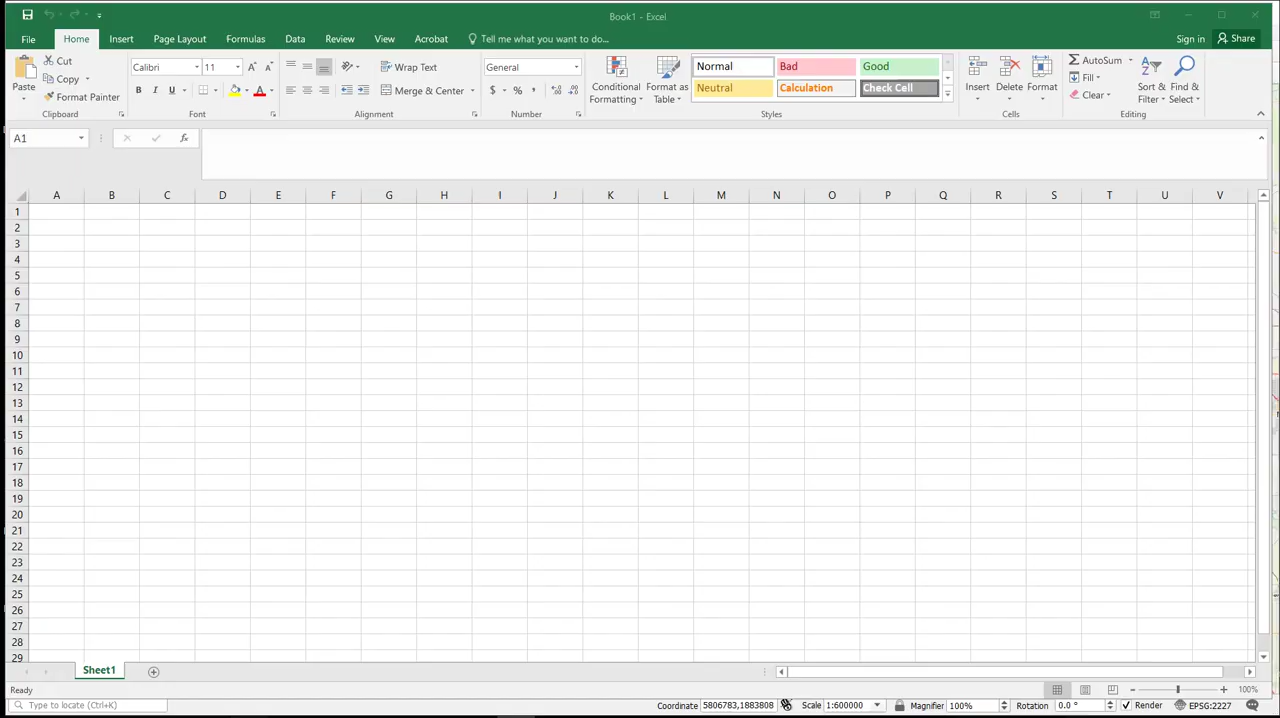 Book1 - Excel
File Home Insert Page Layout Formulas Data Review View Acrobat Tell me what you want to do... Sign in Share
Paste
Cut
Copy
Format Painter
Clipboard
Calibri 11
B I U
Font
Wrap Text
Merge & Center
Alignment
General
$ % ,
Number
Conditional Formatting
Format as Table
Normal Bad Good
Neutral Calculation Check Cell
Styles
Insert Delete Format
Cells
AutoSum
Fill
Clear
Sort & Filter
Find & Select
Editing
A1 fx
A B C D E F G H I J K L M N O P Q R S T U V
1
2
3
4
5
6
7
8
9
10
11
12
13
14
15
16
17
18
19
20
21
22
23
24
25
26
27
28
29
Sheet1
Ready 100%
Type to locate (Ctrl+K) Coordinate 5806783,1883808 Scale 1:600000 Magnifier 100% Rotation 0.0 ° Render EPSG:2227